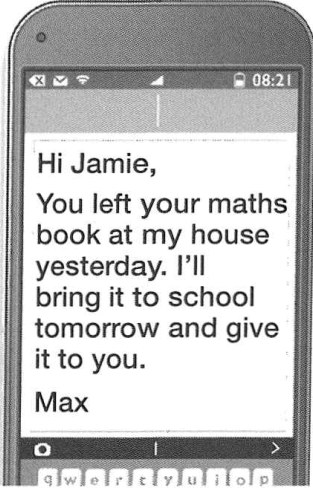 08:21
Hi Jamie,
You left your maths
book at my house
yesterday. I'll
bring it to school
tomorrow and give
it to you.
Max
q w e r t y u i o p